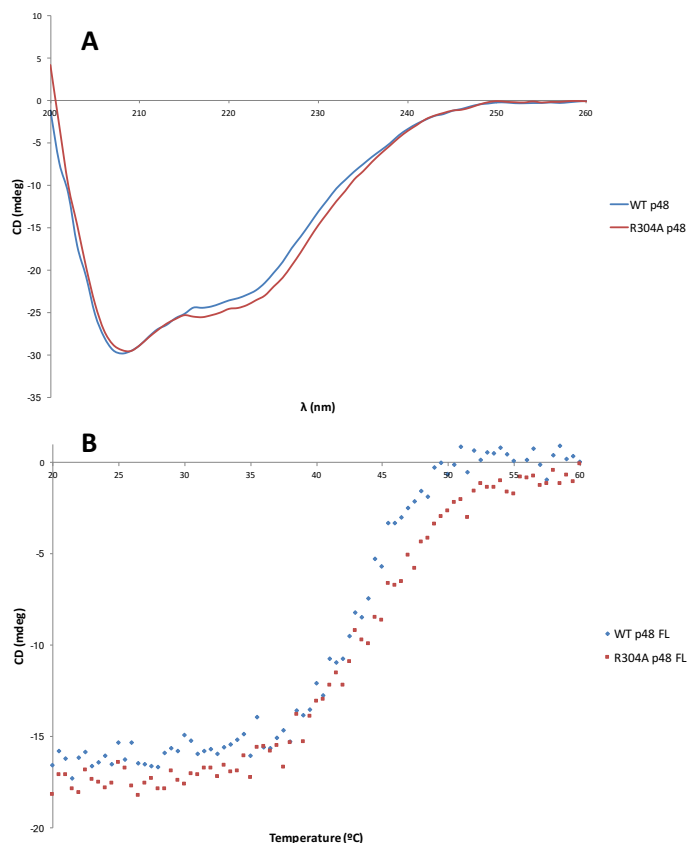 A
10
5
0
-5
-10
-15
-20
-25
-30
-35
200 210 220 230 240 250 260
CD (mdeg)
λ (nm)
WT p48
R304A p48
B
0
-5
-10
-15
-20
20 25 30 35 40 45 50 55 60
CD (mdeg)
Temperature (ºC)
WT p48 FL
R304A p48 FL